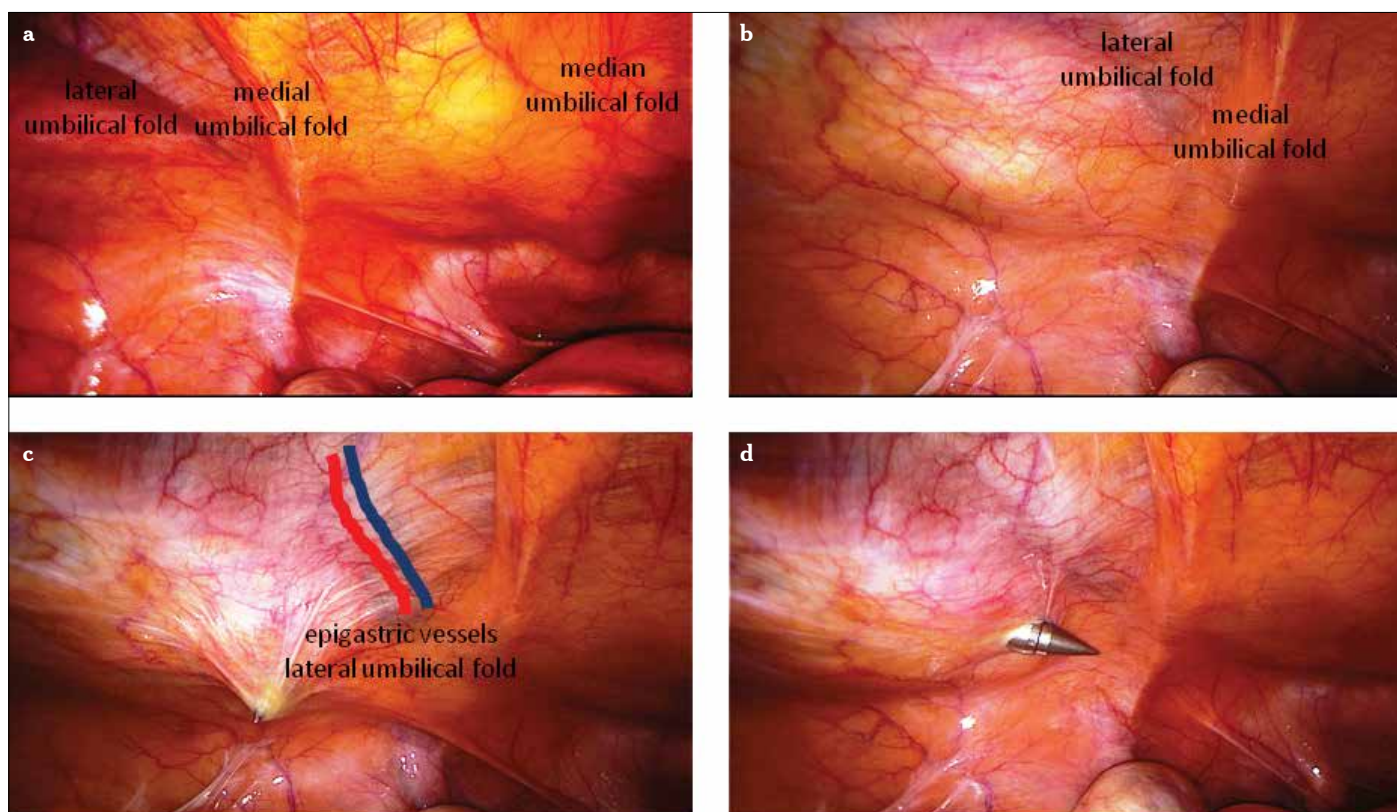 a
lateral
umbilical fold
medial
umbilical fold
median
umbilical fold
b
lateral
umbilical fold
medial
umbilical fold
c
epigastric vessels
lateral umbilical fold
d